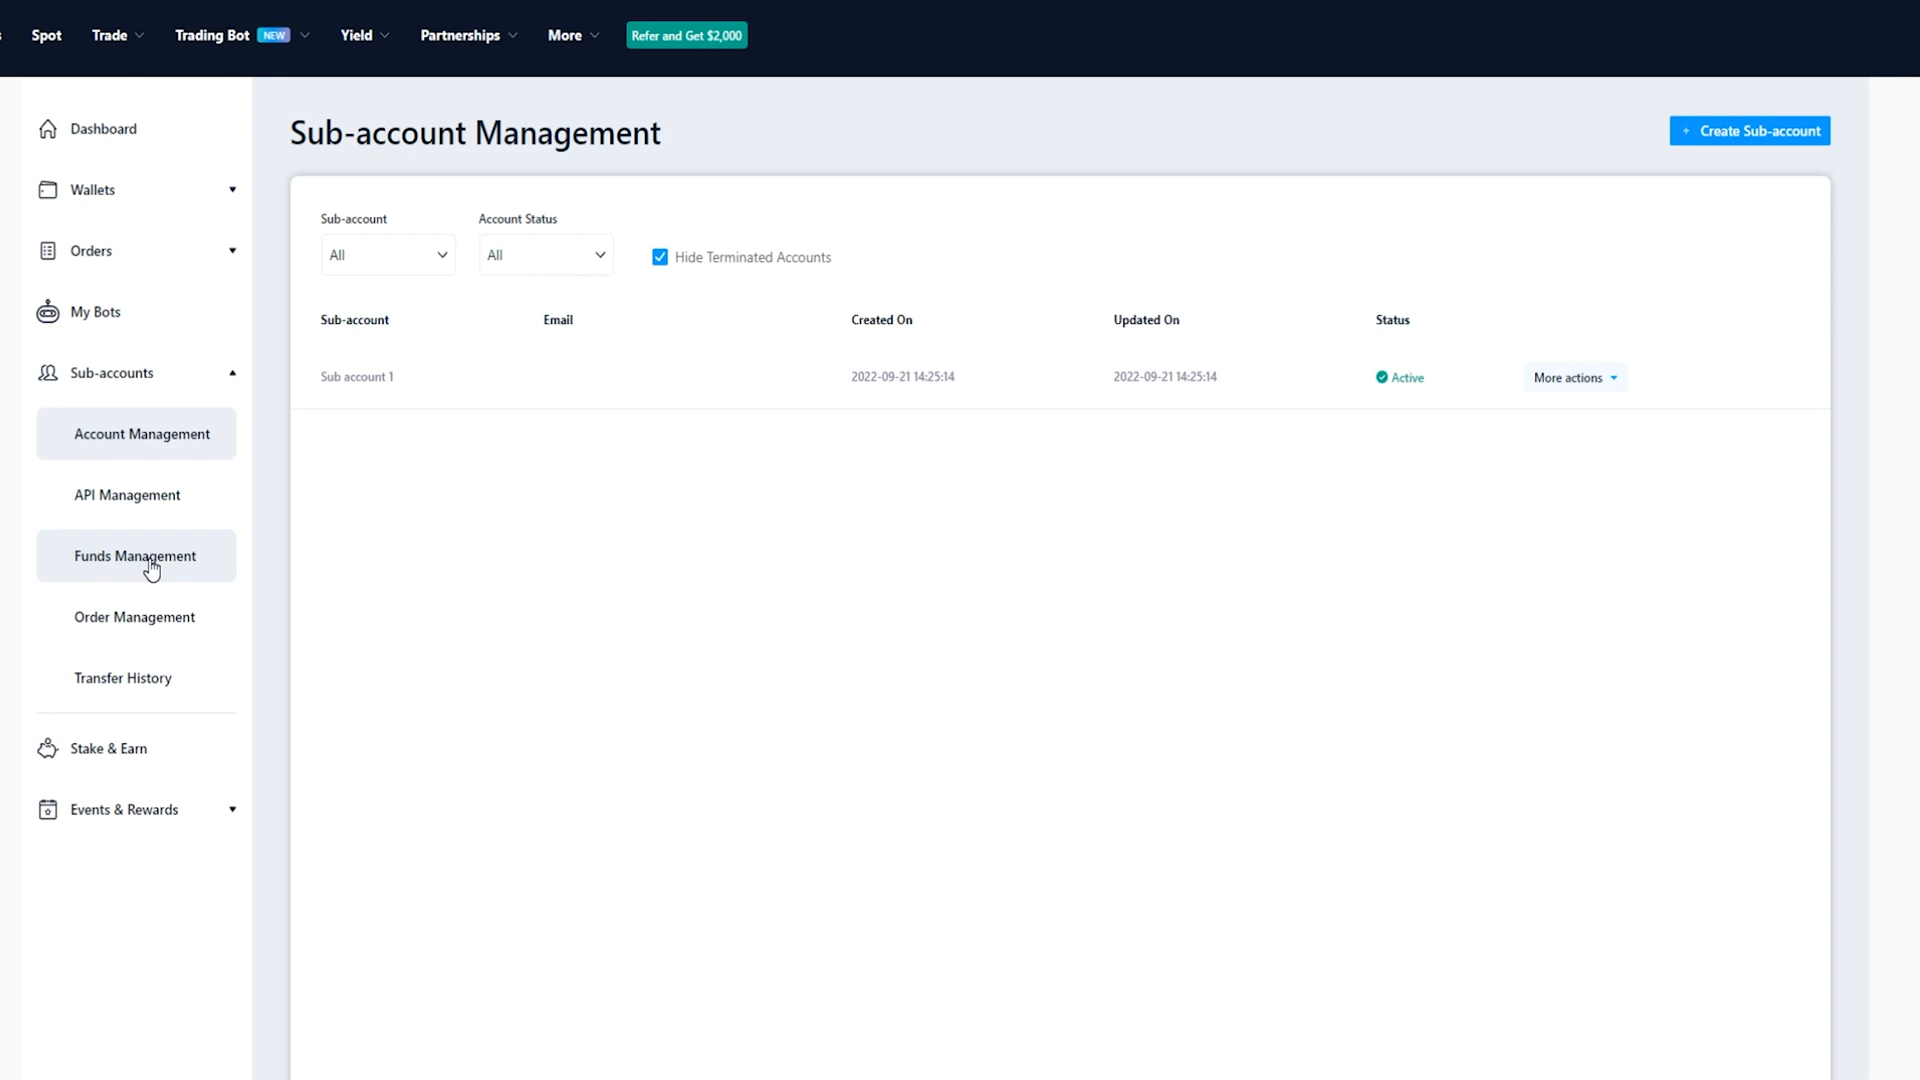 Spot Trade Trading Bot NEW Yield Partnerships More Refer and Get $2,000
Dashboard
Wallets
Orders
My Bots
Sub-accounts
Account Management
API Management
Funds Management
Order Management
Transfer History
Stake & Earn
Events & Rewards
Sub-account Management
+ Create Sub-account
Sub-account Account Status
All All Hide Terminated Accounts
Sub-account Email Created On Updated On Status
Sub account 1 2022-09-21 14:25:14 2022-09-21 14:25:14 Active More actions